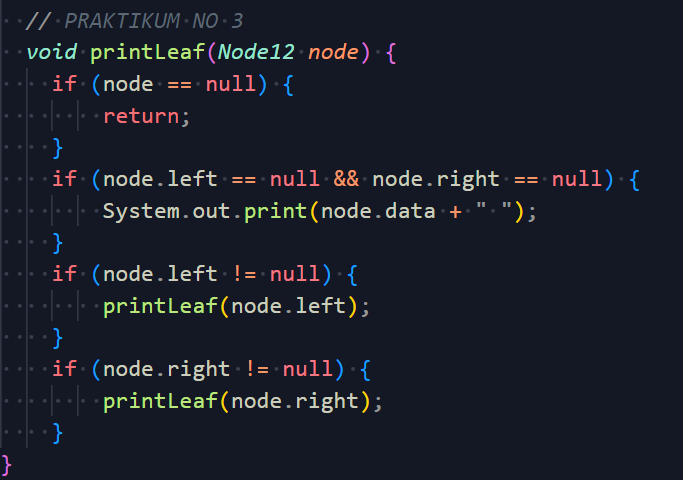 // PRAKTIKUM NO 3
void printLeaf(Node12 node) {
if (node == null) {
return;
}
if (node.left == null && node.right == null) {
System.out.print(node.data + " ");
}
if (node.left != null) {
printLeaf(node.left);
}
if (node.right != null) {
printLeaf(node.right);
}
}